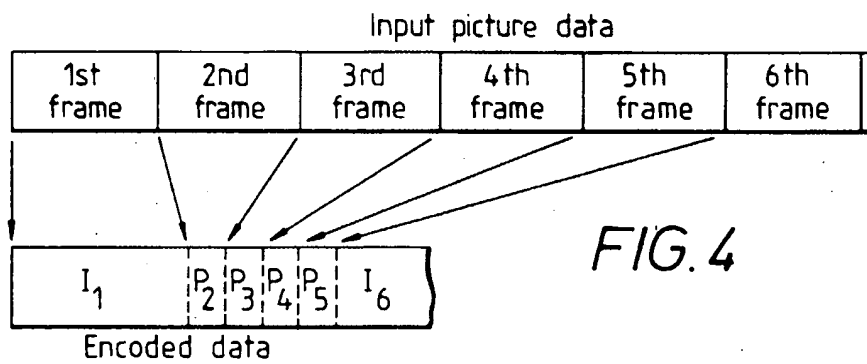 Input picture data
1st frame
2nd frame
3rd frame
4th frame
5th frame
6th frame
I₁ P₂ P₃ P₄ P₅ I₆
Encoded data
FIG. 4